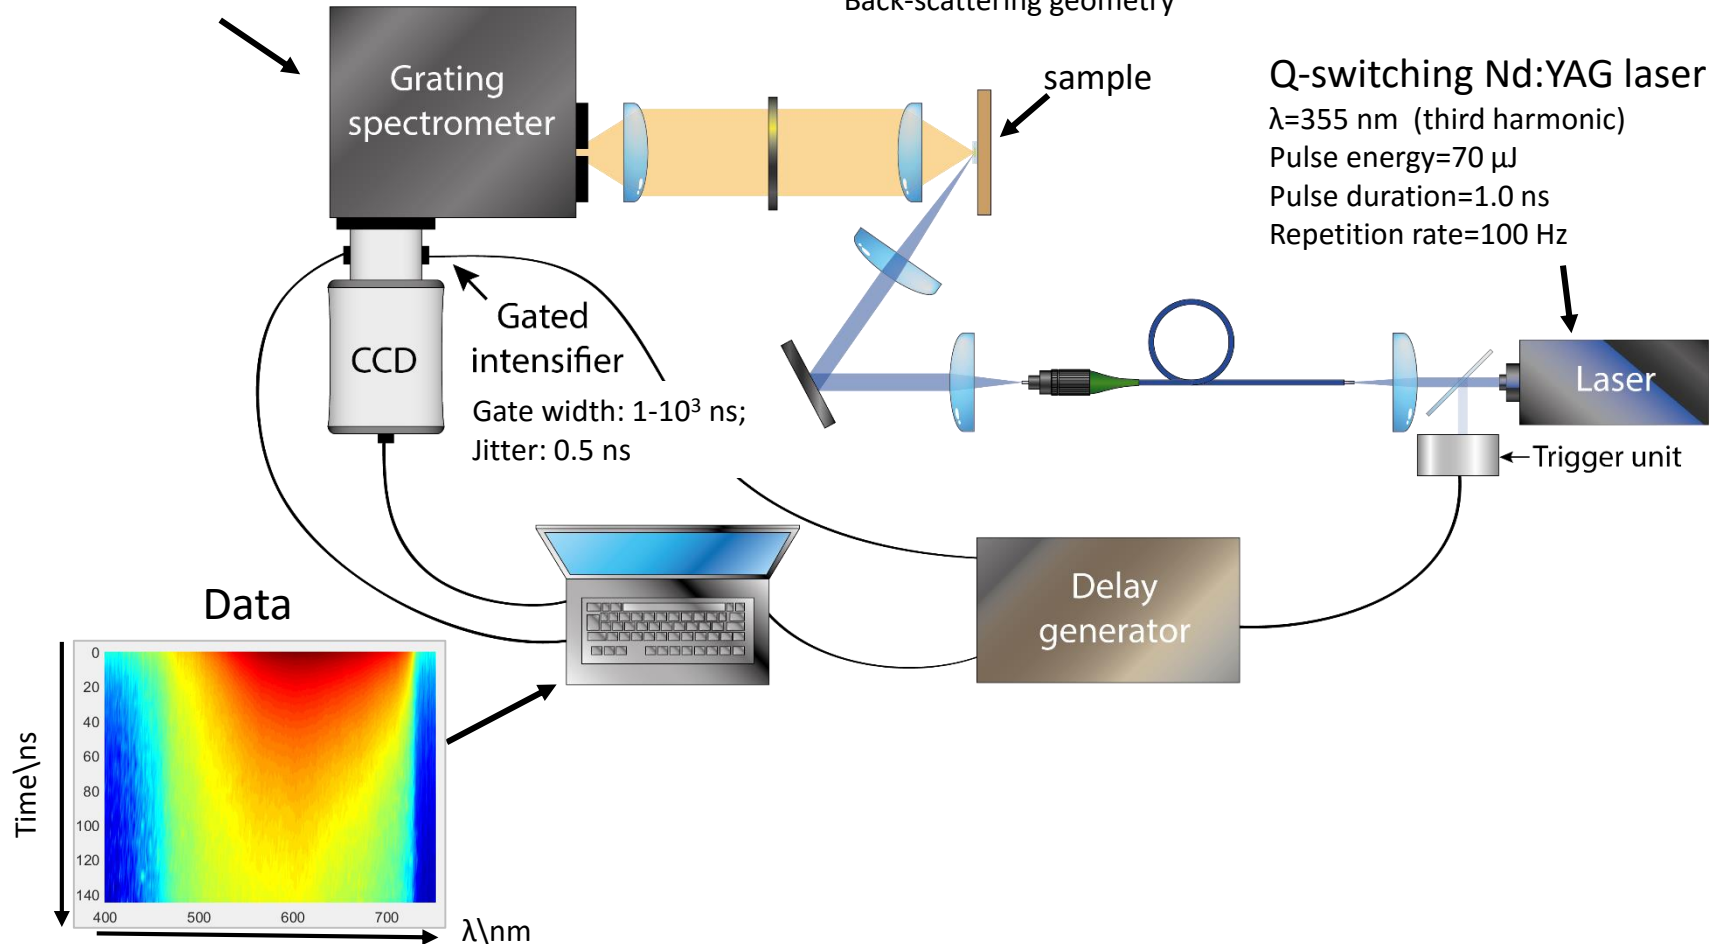 Back-scattering geometry
Grating
spectrometer
sample
Q-switching Nd:YAG laser
λ=355 nm (third harmonic)
Pulse energy=70 µJ
Pulse duration=1.0 ns
Repetition rate=100 Hz
Gated
intensifier
Gate width: 1-10³ ns;
Jitter: 0.5 ns
CCD
Laser
Trigger unit
Delay
generator
Data
Time\ns
0
20
40
60
80
100
120
140
400 500 600 700
λ\nm